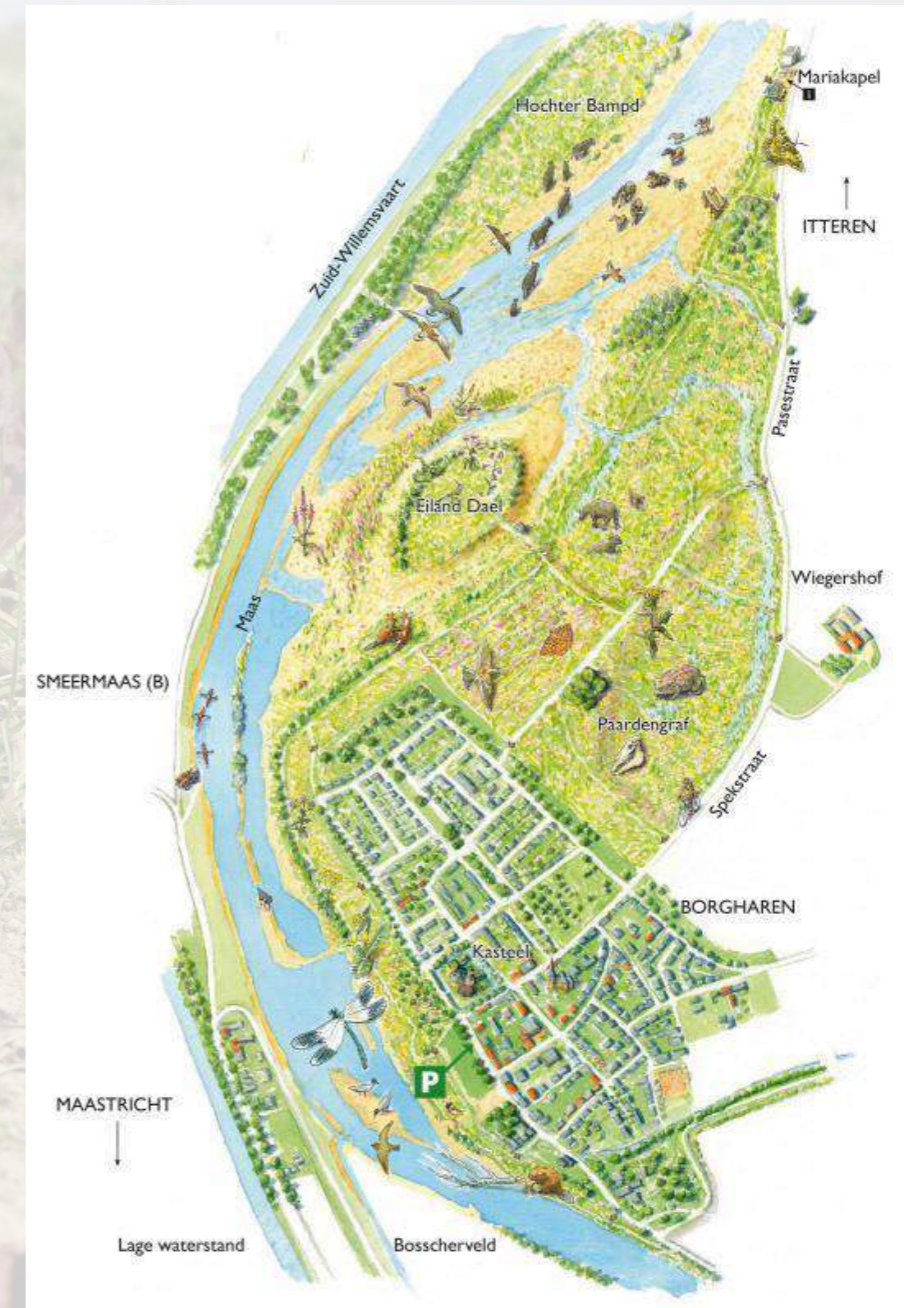 Mariakapel
i
Hochter Bampd
Zuid-Willemsvaart
ITTEREN
Pasestraat
Eiland Dael
Wiegershof
Maas
SMEERMAAS (B)
Paardengraf
Spekstraat
BORGHAREN
Kasteel
P
MAASTRICHT
Lage waterstand
Bosscherveld